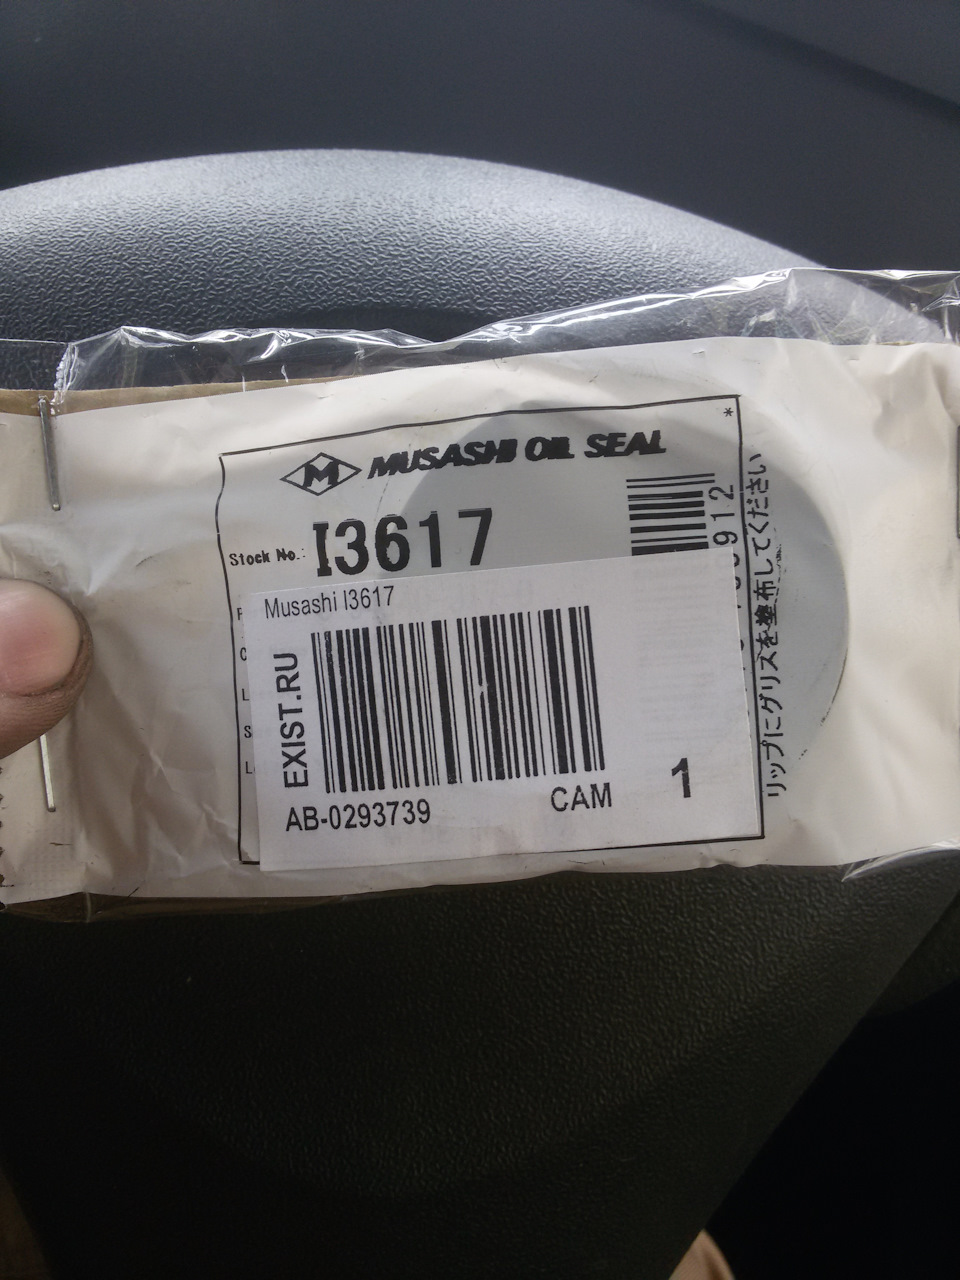 MUSASHI OIL SEAL
Stock No.: I3617
Musashi I3617
EXIST.RU
AB-0293739
CAM
1
リップにグリスを塗布してください
*